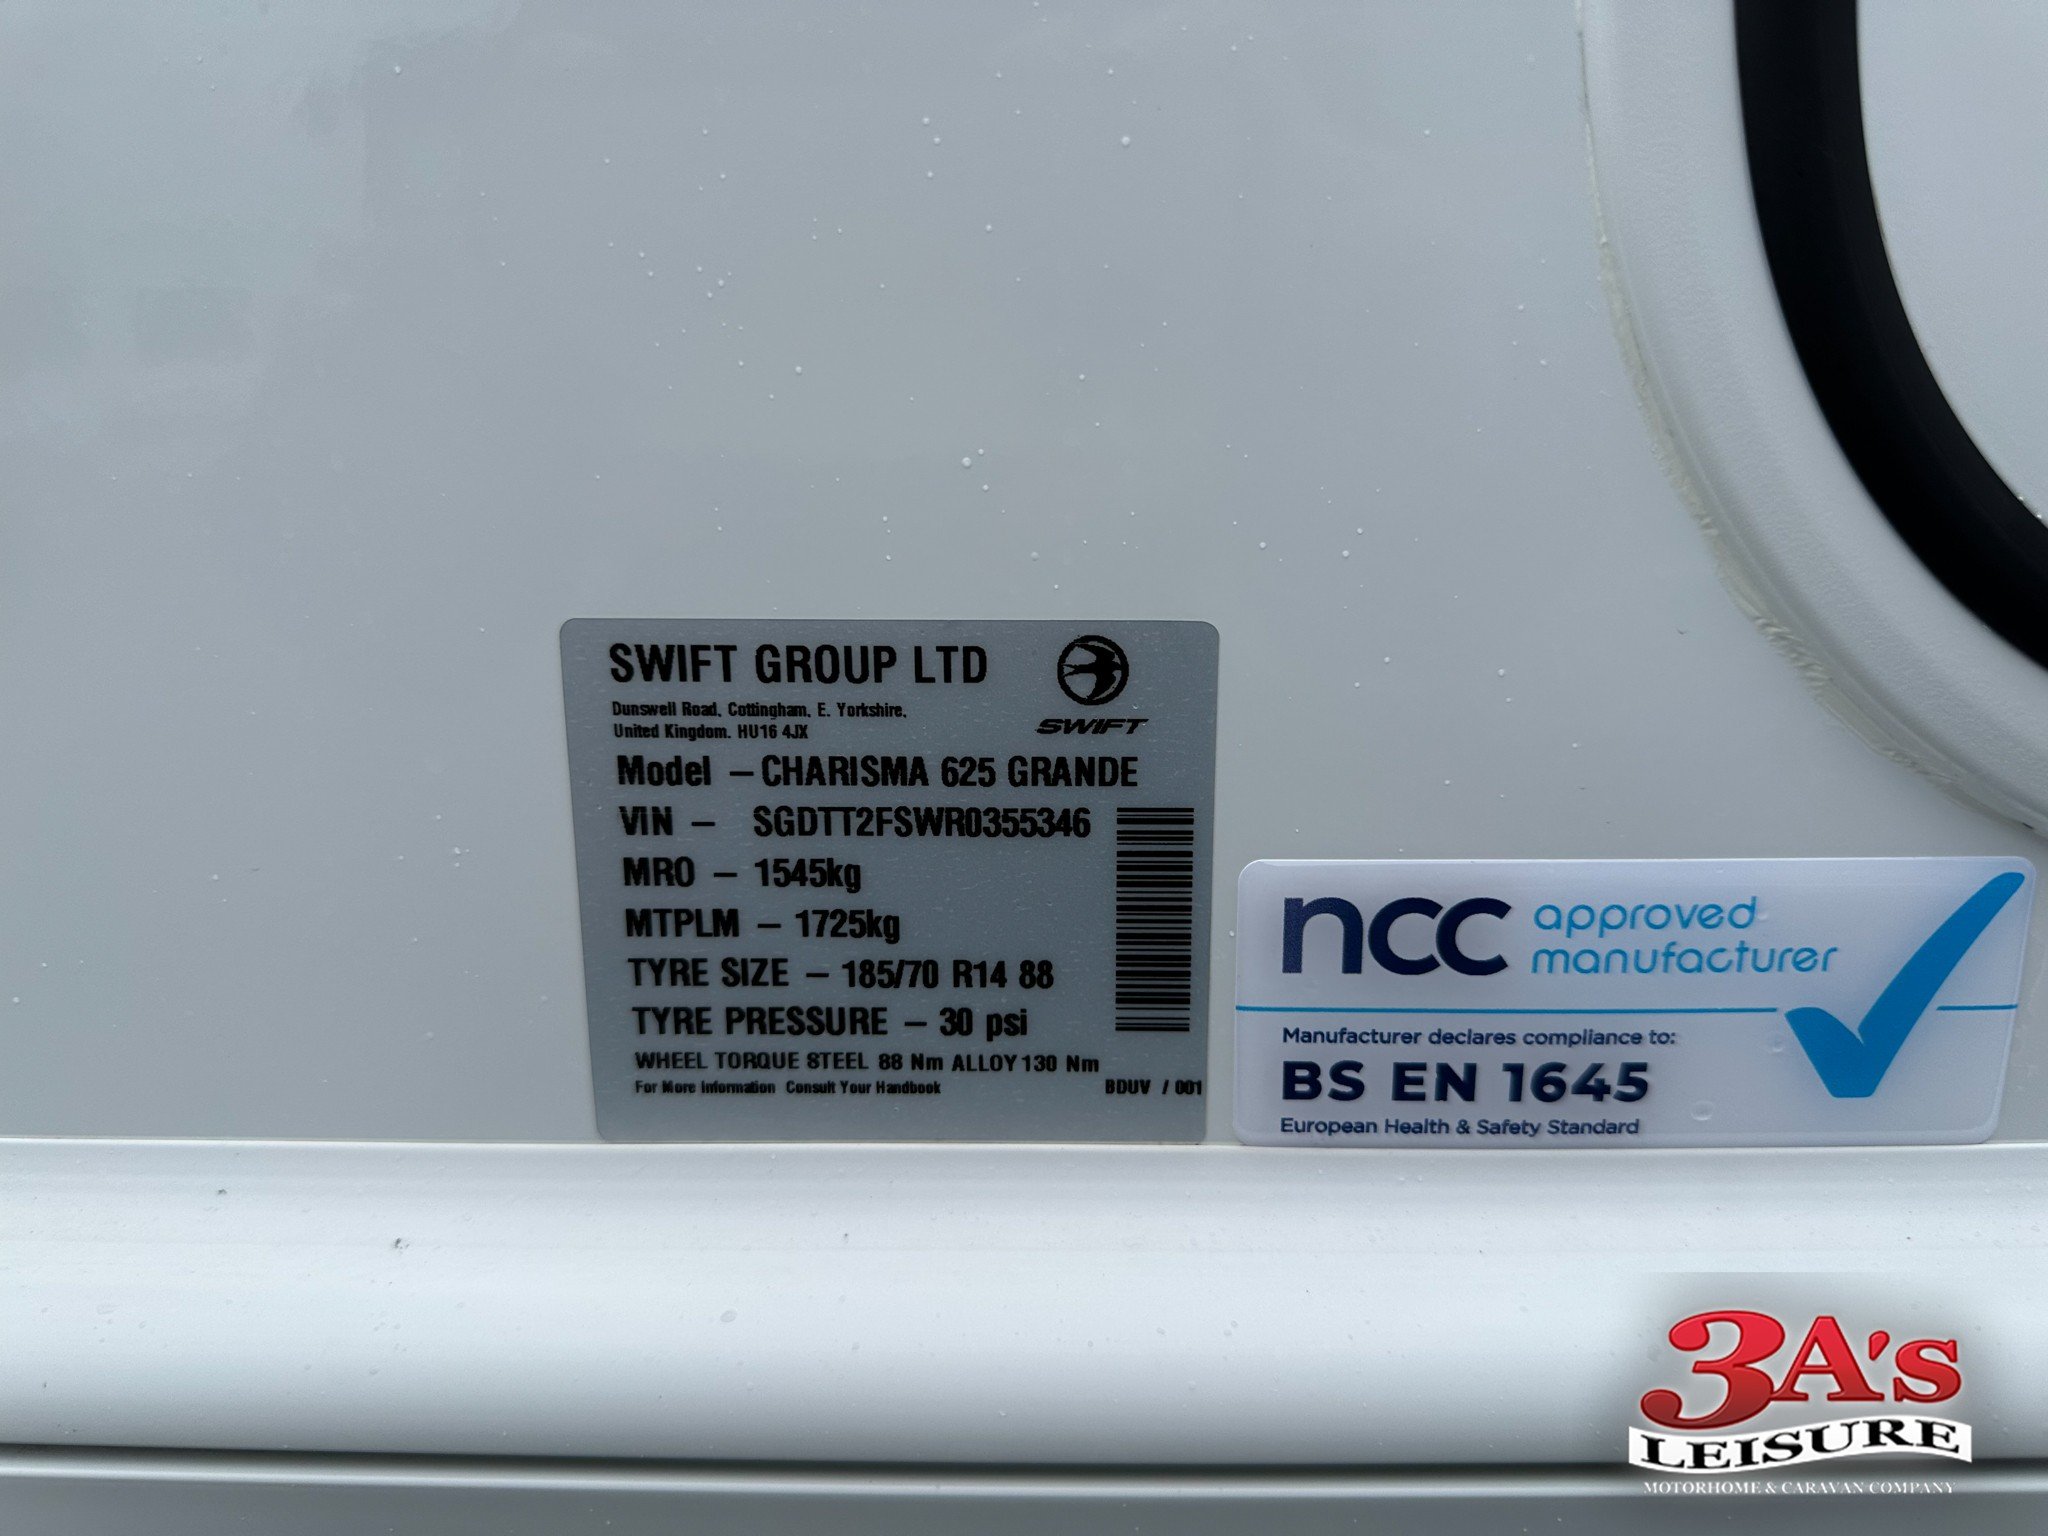 SWIFT GROUP LTD
Dunswell Road, Cottingham, E. Yorkshire,
United Kingdom. HU16 4JX
SWIFT
Model – CHARISMA 625 GRANDE
VIN – SGDTT2FSWR0355346
MRO – 1545kg
MTPLM – 1725kg
TYRE SIZE – 185/70 R14 88
TYRE PRESSURE – 30 psi
WHEEL TORQUE STEEL 88 Nm ALLOY 130 Nm
For More Information Consult Your Handbook BDUV / 001
ncc approved
manufacturer
Manufacturer declares compliance to:
BS EN 1645
European Health & Safety Standard
3A's
LEISURE
MOTORHOME & CARAVAN COMPANY